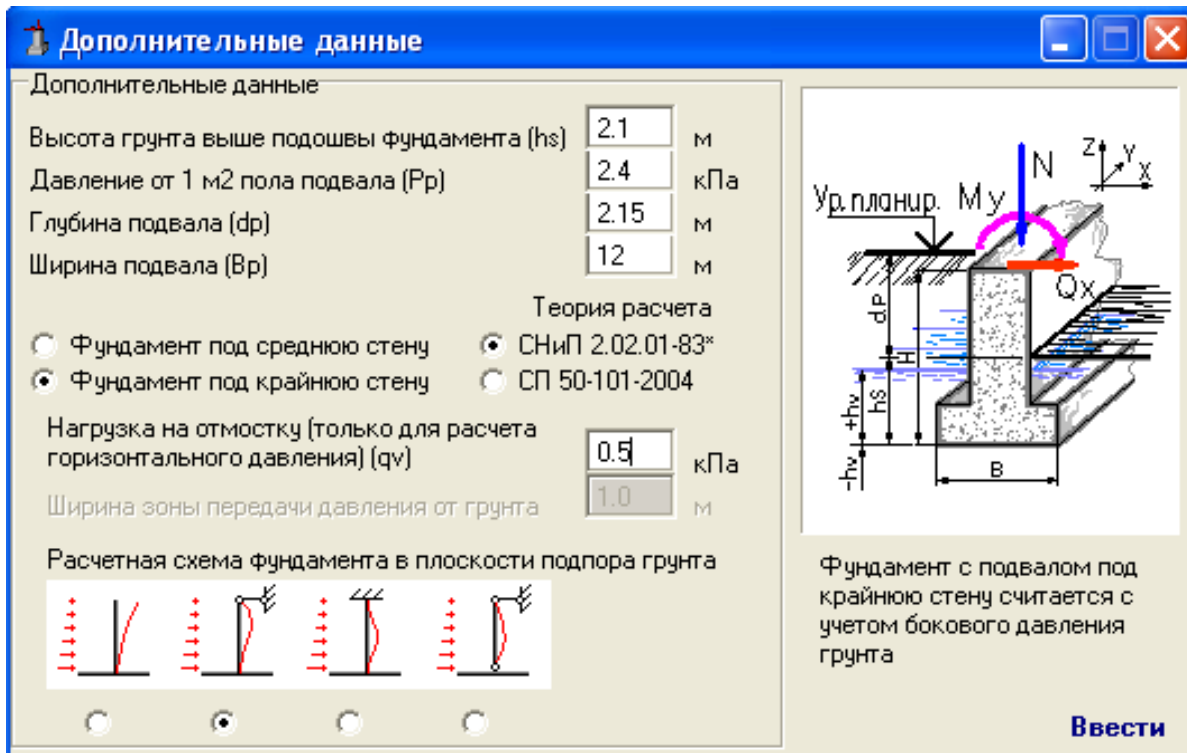 Дополнительные данные
Дополнительные данные
Высота грунта выше подошвы фундамента (hs) 2.1 м
Давление от 1 м2 пола подвала (Pp) 2.4 кПа
Глубина подвала (dp) 2.15 м
Ширина подвала (Bp) 12 м
Теория расчета
Фундамент под среднюю стену СНиП 2.02.01-83*
Фундамент под крайнюю стену СП 50-101-2004
Нагрузка на отмостку (только для расчета
горизонтального давления) (qv) 0.5 кПа
Ширина зоны передачи давления от грунта 1.0 м
Расчетная схема фундамента в плоскости подпора грунта
Z Y X
N
Ур. планир. My
Qx
dP
H
+hv hS
-hv
B
Фундамент с подвалом под
крайнюю стену считается с
учетом бокового давления
грунта
Ввести